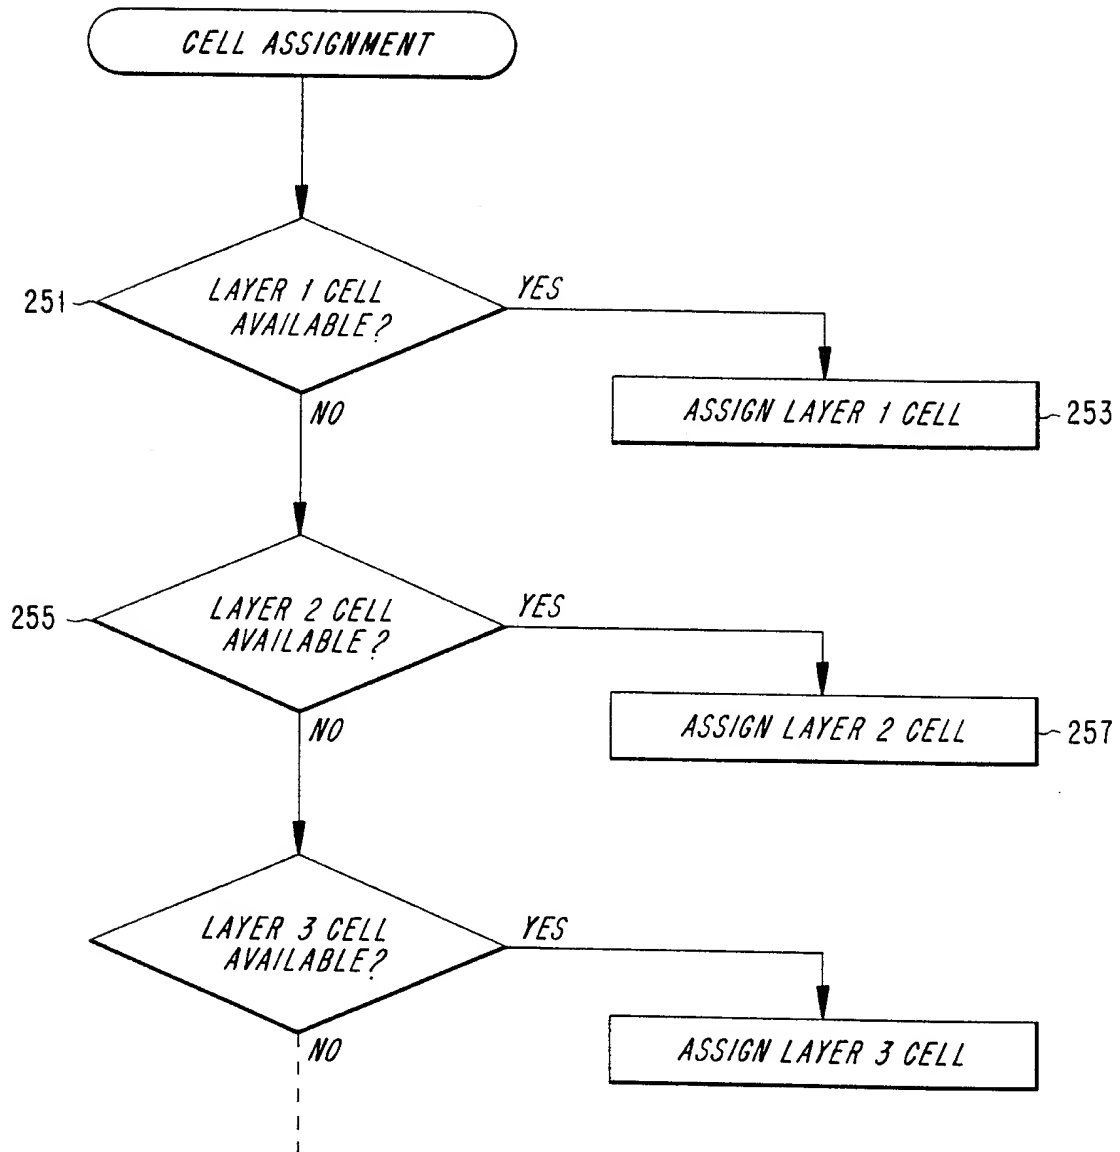 CELL ASSIGNMENT
251
LAYER 1 CELL
AVAILABLE?
YES
NO
ASSIGN LAYER 1 CELL
253
255
LAYER 2 CELL
AVAILABLE?
YES
NO
ASSIGN LAYER 2 CELL
257
LAYER 3 CELL
AVAILABLE?
YES
NO
ASSIGN LAYER 3 CELL